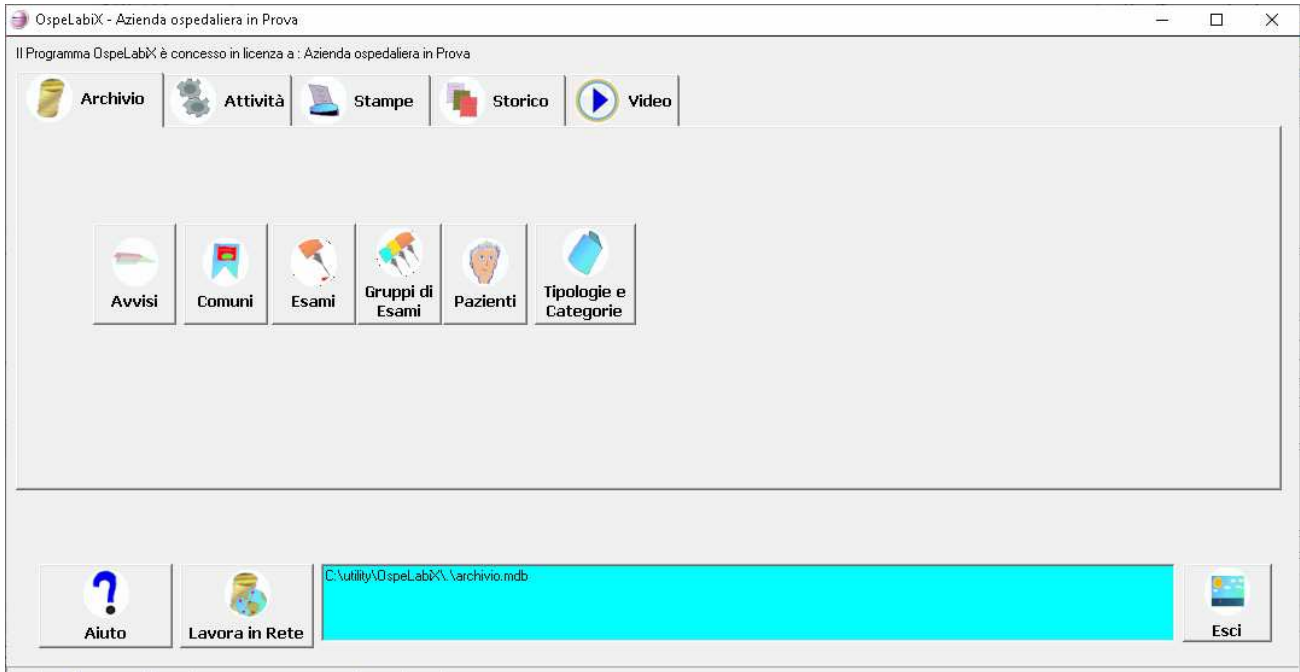 OspeLabiX - Azienda ospedaliera in Prova
Il Programma OspeLabiX è concesso in licenza a : Azienda ospedaliera in Prova
Archivio
Attività
Stampe
Storico
Video
Avvisi
Comuni
Esami
Gruppi di
Esami
Pazienti
Tipologie e
Categorie
Aiuto
Lavora in Rete
C:\utility\OspeLabiX\.\archivio.mdb
Esci